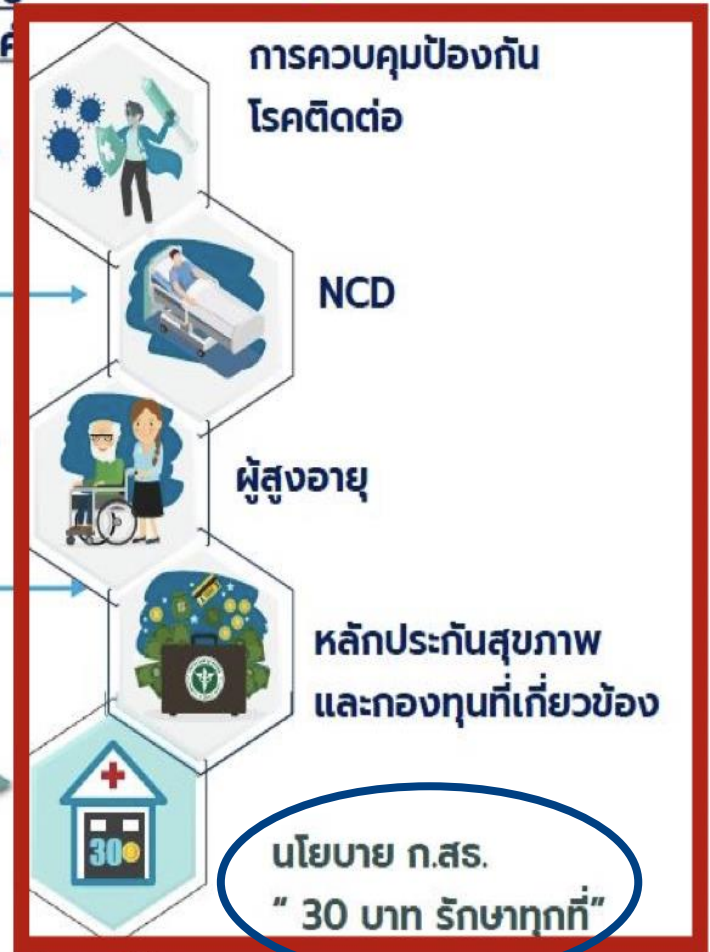 การควบคุมป้องกัน
โรคติดต่อ
NCD
ผู้สูงอายุ
หลักประกันสุขภาพ
และกองทุนที่เกี่ยวข้อง
30
นโยบาย ก.สธ.
“ 30 บาท รักษาทุกที่”